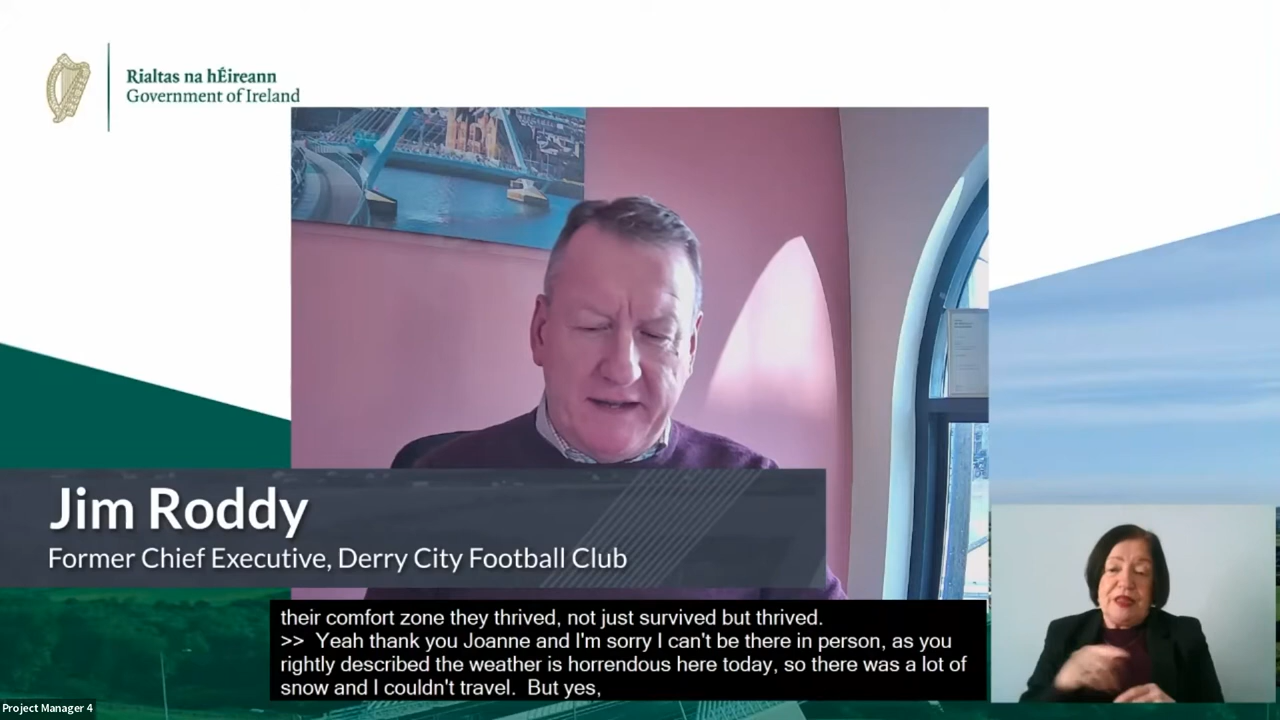 Rialtas na hÉireann
Government of Ireland
Jim Roddy
Former Chief Executive, Derry City Football Club
their comfort zone they thrived, not just survived but thrived.
>> Yeah thank you Joanne and I'm sorry I can't be there in person, as you
rightly described the weather is horrendous here today, so there was a lot of
snow and I couldn't travel. But yes,
Project Manager 4